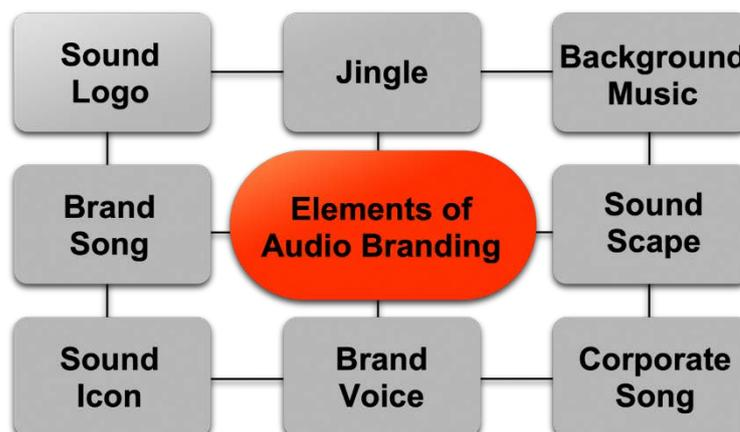 Sound
Logo
Jingle
Background
Music
Brand
Song
Elements of
Audio Branding
Sound
Scape
Sound
Icon
Brand
Voice
Corporate
Song